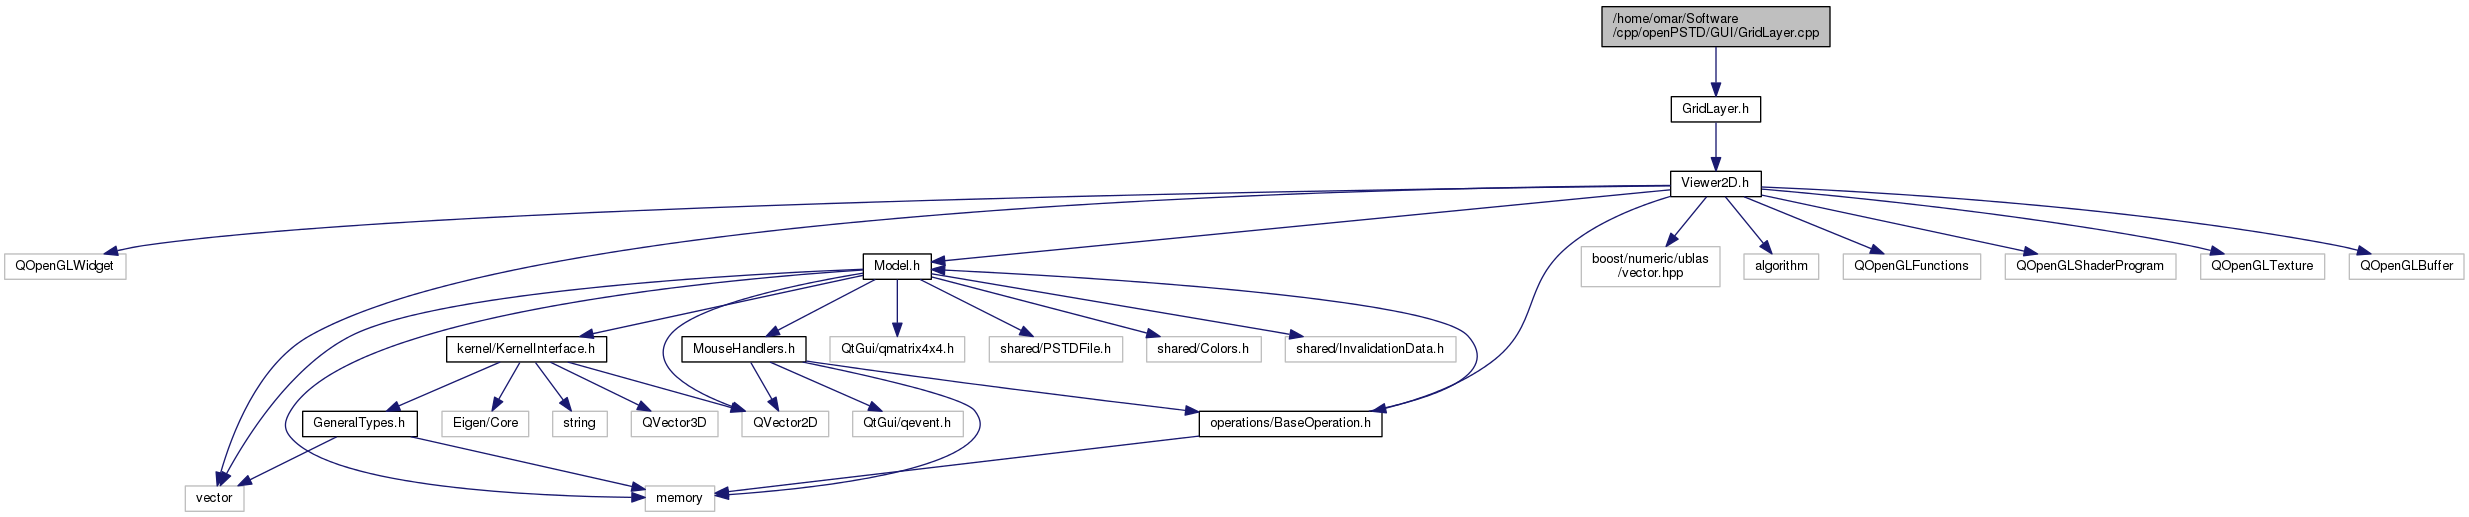 /home/omar/Software
/cpp/openPSTD/GUI/GridLayer.cpp
GridLayer.h
Viewer2D.h
QOpenGLWidget
Model.h
boost/numeric/ublas
/vector.hpp
algorithm
QOpenGLFunctions
QOpenGLShaderProgram
QOpenGLTexture
QOpenGLBuffer
kernel/KernelInterface.h
MouseHandlers.h
QtGui/qmatrix4x4.h
shared/PSTDFile.h
shared/Colors.h
shared/InvalidationData.h
GeneralTypes.h
Eigen/Core
string
QVector3D
QVector2D
QtGui/qevent.h
operations/BaseOperation.h
vector
memory